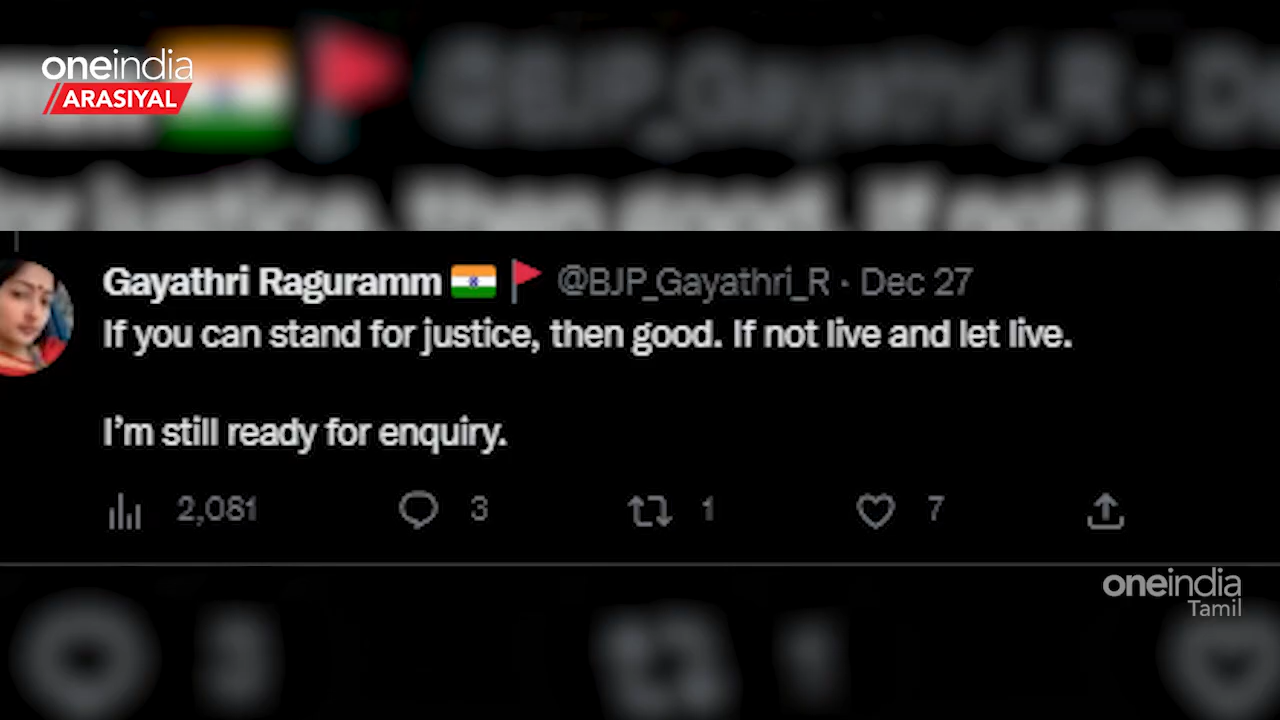 oneindia
ARASIYAL
Gayathri Raguramm @BJP_Gayathri_R · Dec 27
If you can stand for justice, then good. If not live and let live.
I’m still ready for enquiry.
2,081 3 1 7
oneindia
Tamil